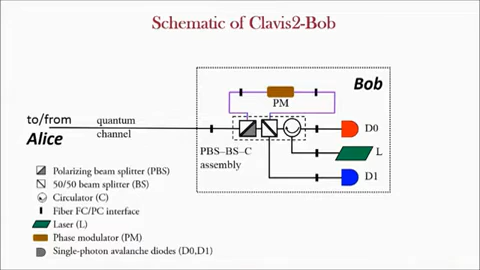 Schematic of Clavis2-Bob
Bob
PM
to/from
Alice
quantum
channel
D0
L
D1
PBS–BS–C
assembly
Polarizing beam splitter (PBS)
50/50 beam splitter (BS)
Circulator (C)
Fiber FC/PC interface
Laser (L)
Phase modulator (PM)
Single-photon avalanche diodes (D0,D1)